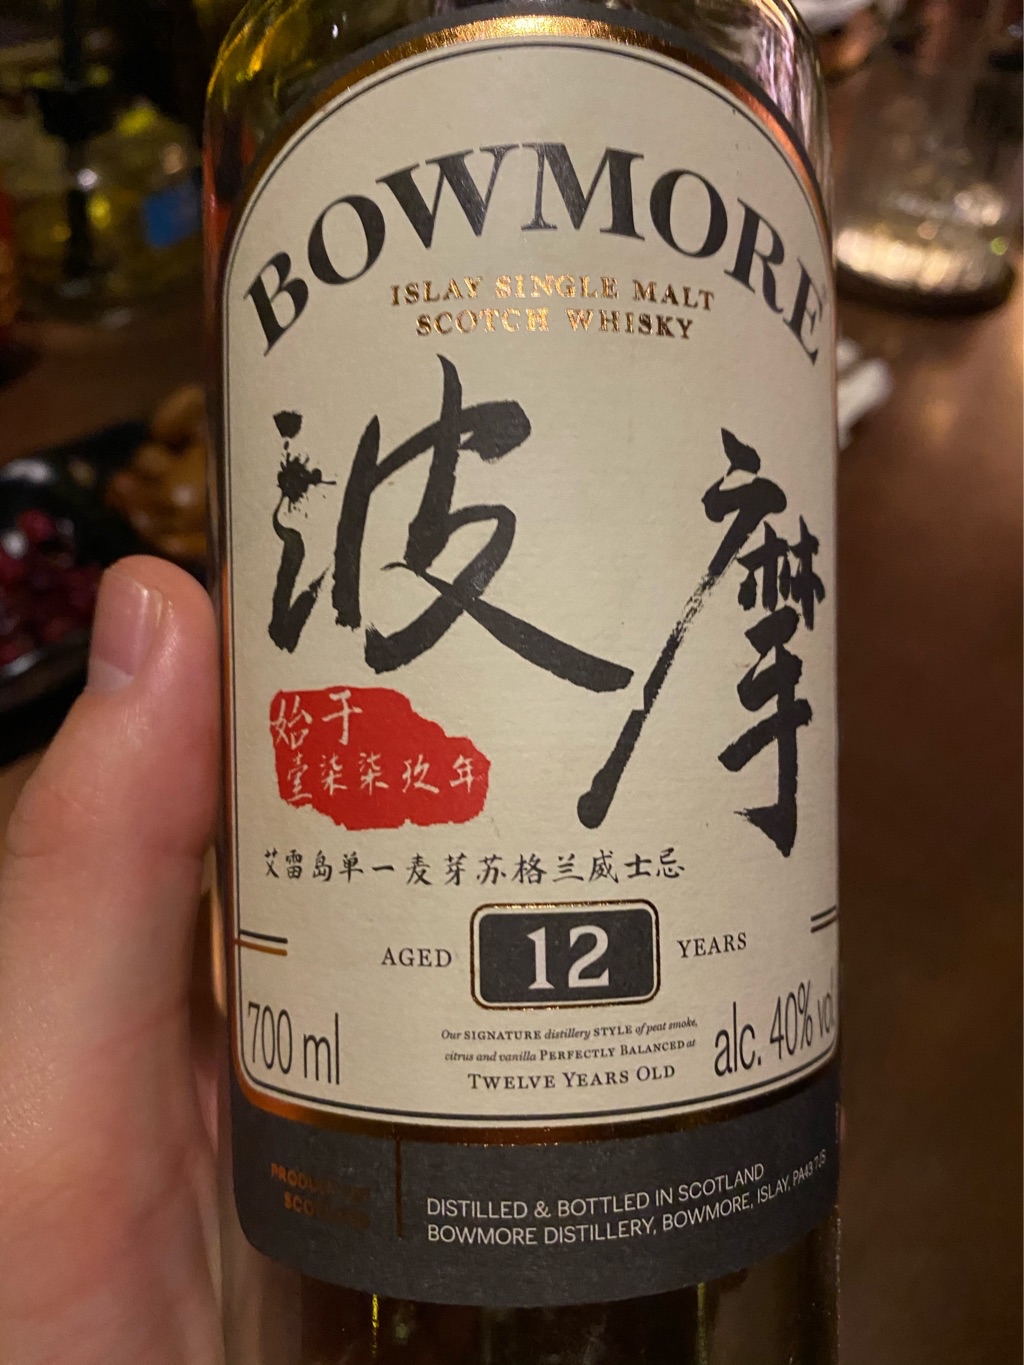 BOWMORE
ISLAY SINGLE MALT
SCOTCH WHISKY
波摩
始于
壹柒柒玖年
艾雷岛单一麦芽苏格兰威士忌
AGED 12 YEARS
700 ml
Our SIGNATURE distillery STYLE of peat smoke,
citrus and vanilla PERFECTLY BALANCED at
TWELVE YEARS OLD
alc. 40% vol.
PRODUCT OF
SCOTLAND
DISTILLED & BOTTLED IN SCOTLAND
BOWMORE DISTILLERY, BOWMORE, ISLAY, PA43 7JS